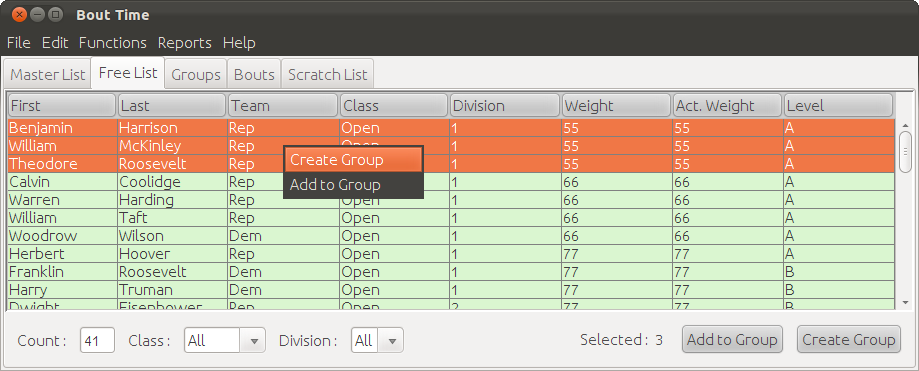 Bout Time
File Edit Functions Reports Help
Master List Free List Groups Bouts Scratch List
First Last Team Class Division Weight Act. Weight Level
Benjamin Harrison Rep Open 1 55 55 A
William McKinley Rep Open 1 55 55 A
Theodore Roosevelt Rep 1 55 55 A
Create Group
Calvin Coolidge Rep 1 66 66 A
Add to Group
Warren Harding Rep Open 1 66 66 A
William Taft Rep Open 1 66 66 A
Woodrow Wilson Dem Open 1 66 66 A
Herbert Hoover Rep Open 1 77 77 A
Franklin Roosevelt Dem Open 1 77 77 B
Harry Truman Dem Open 1 77 77 B
Dwight Eisenhower Rep Open 2 77 77 B
Count : 41 Class : All Division : All Selected : 3 Add to Group Create Group